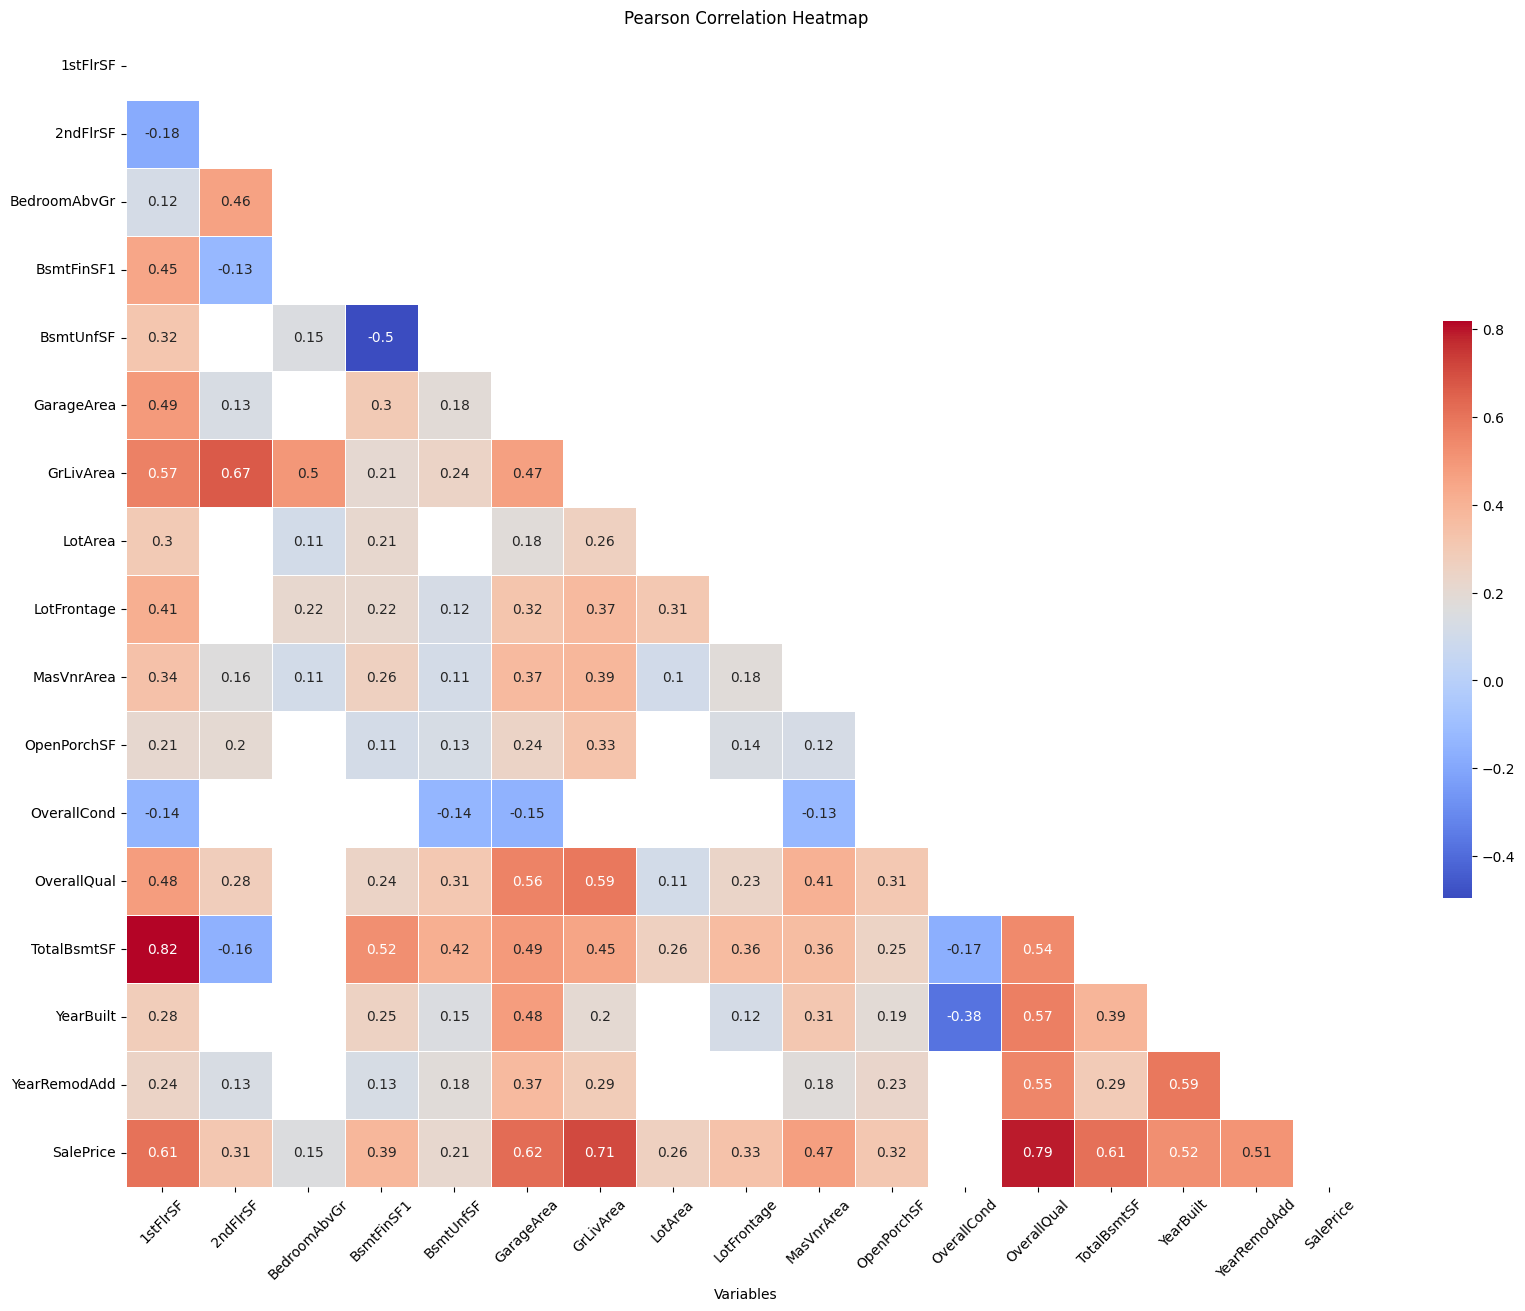 Pearson Correlation Heatmap
1stFlrSF
2ndFlrSF -0.18
BedroomAbvGr 0.12 0.46
BsmtFinSF1 0.45 -0.13
BsmtUnfSF 0.32 0.15 -0.5
GarageArea 0.49 0.13 0.3 0.18
GrLivArea 0.57 0.67 0.5 0.21 0.24 0.47
LotArea 0.3 0.11 0.21 0.18 0.26
LotFrontage 0.41 0.22 0.22 0.12 0.32 0.37 0.31
MasVnrArea 0.34 0.16 0.11 0.26 0.11 0.37 0.39 0.1 0.18
OpenPorchSF 0.21 0.2 0.11 0.13 0.24 0.33 0.14 0.12
OverallCond -0.14 -0.14 -0.15 -0.13
OverallQual 0.48 0.28 0.24 0.31 0.56 0.59 0.11 0.23 0.41 0.31
TotalBsmtSF 0.82 -0.16 0.52 0.42 0.49 0.45 0.26 0.36 0.36 0.25 -0.17 0.54
YearBuilt 0.28 0.25 0.15 0.48 0.2 0.12 0.31 0.19 -0.38 0.57 0.39
YearRemodAdd 0.24 0.13 0.13 0.18 0.37 0.29 0.18 0.23 0.55 0.29 0.59
SalePrice 0.61 0.31 0.15 0.39 0.21 0.62 0.71 0.26 0.33 0.47 0.32 0.79 0.61 0.52 0.51
1stFlrSF 2ndFlrSF BedroomAbvGr BsmtFinSF1 BsmtUnfSF GarageArea GrLivArea LotArea LotFrontage MasVnrArea OpenPorchSF OverallCond OverallQual TotalBsmtSF YearBuilt YearRemodAdd SalePrice
Variables
0.8
0.6
0.4
0.2
0.0
−0.2
−0.4